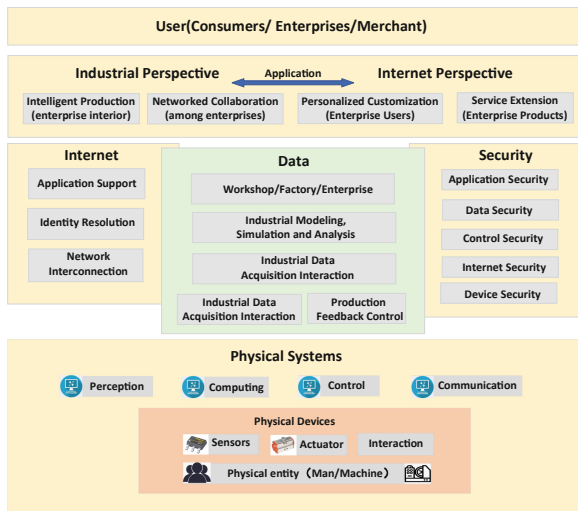 User(Consumers/ Enterprises/Merchant)
Industrial Perspective
Application
Internet Perspective
Intelligent Production
(enterprise interior)
Networked Collaboration
(among enterprises)
Personalized Customization
(Enterprise Users)
Service Extension
(Enterprise Products)
Internet
Application Support
Identity Resolution
Network
Interconnection
Data
Workshop/Factory/Enterprise
Industrial Modeling,
Simulation and Analysis
Industrial Data
Acquisition Interaction
Industrial Data
Acquisition Interaction
Production
Feedback Control
Security
Application Security
Data Security
Control Security
Internet Security
Device Security
Physical Systems
Perception
Computing
Control
Communication
Physical Devices
Sensors
Actuator
Interaction
Physical entity（Man/Machine）